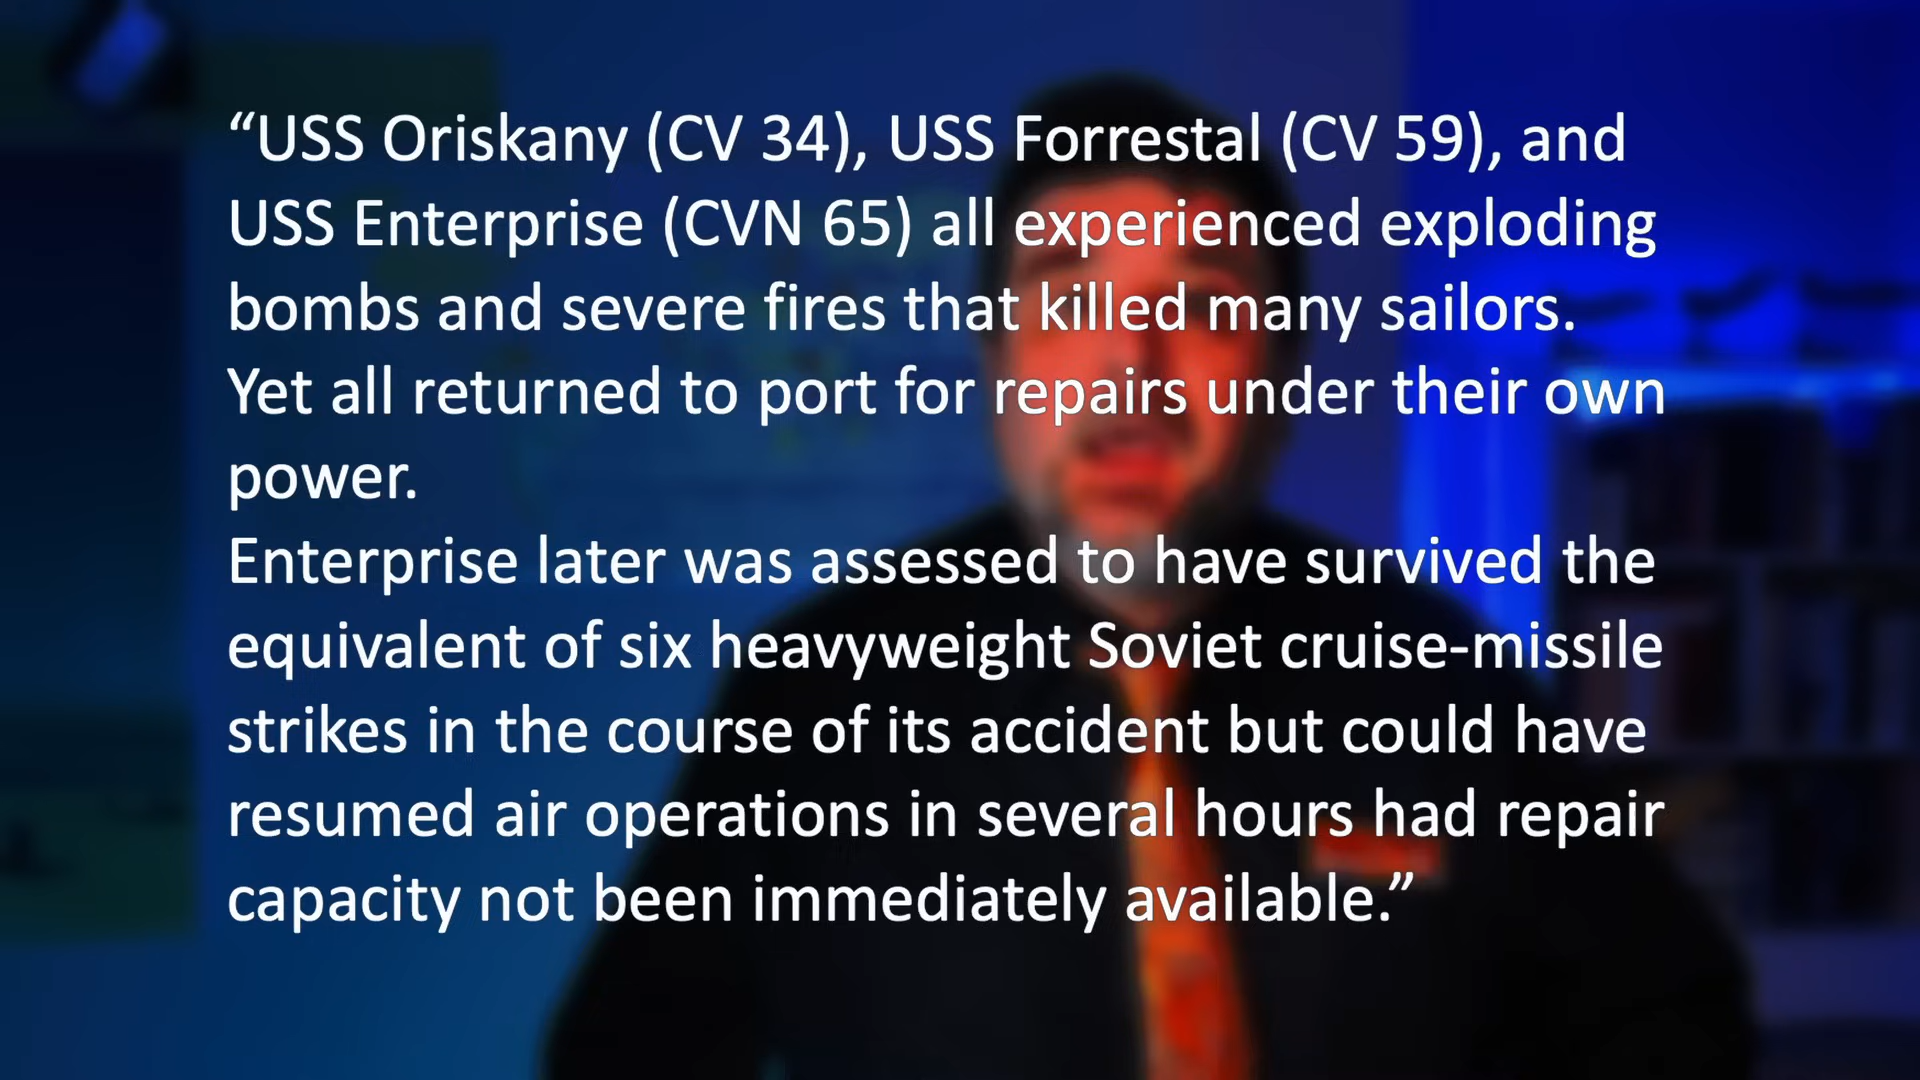 “USS Oriskany (CV 34), USS Forrestal (CV 59), and
USS Enterprise (CVN 65) all experienced exploding
bombs and severe fires that killed many sailors.
Yet all returned to port for repairs under their own
power.
Enterprise later was assessed to have survived the
equivalent of six heavyweight Soviet cruise-missile
strikes in the course of its accident but could have
resumed air operations in several hours had repair
capacity not been immediately available.”